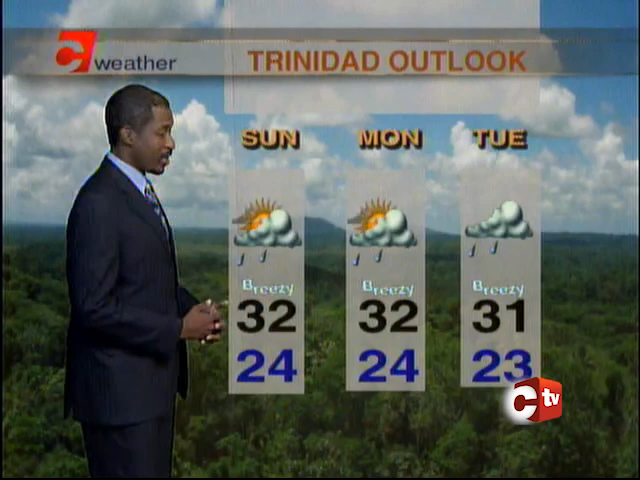 C weather
TRINIDAD OUTLOOK
SUN MON TUE
Breezy Breezy Breezy
32 32 31
24 24 23
C tv